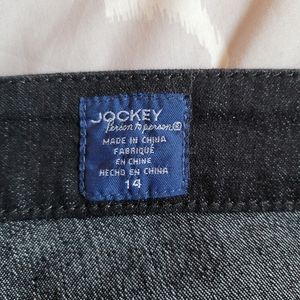 JOCKEY
Person to person®
MADE IN CHINA
FABRIQUÉ
EN CHINE
HECHO EN CHINA
14